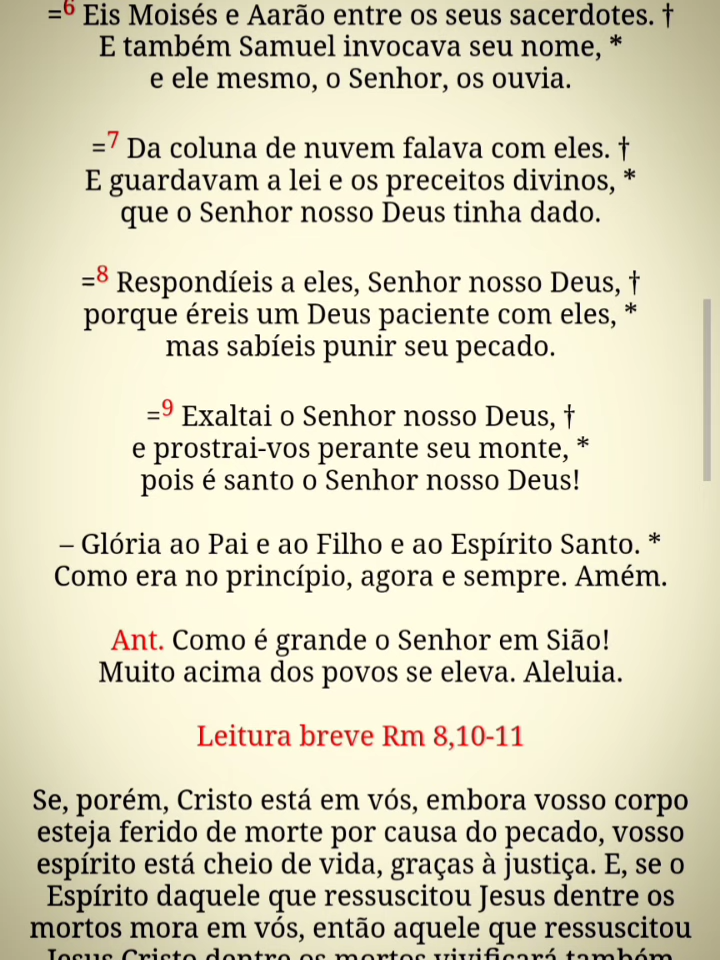 =6 Eis Moisés e Aarão entre os seus sacerdotes. †
E também Samuel invocava seu nome, *
e ele mesmo, o Senhor, os ouvia.
=7 Da coluna de nuvem falava com eles. †
E guardavam a lei e os preceitos divinos, *
que o Senhor nosso Deus tinha dado.
=8 Respondíeis a eles, Senhor nosso Deus, †
porque éreis um Deus paciente com eles, *
mas sabíeis punir seu pecado.
=9 Exaltai o Senhor nosso Deus, †
e prostrai-vos perante seu monte, *
pois é santo o Senhor nosso Deus!
– Glória ao Pai e ao Filho e ao Espírito Santo. *
Como era no princípio, agora e sempre. Amém.
Ant. Como é grande o Senhor em Sião!
Muito acima dos povos se eleva. Aleluia.
Leitura breve Rm 8,10-11
Se, porém, Cristo está em vós, embora vosso corpo
esteja ferido de morte por causa do pecado, vosso
espírito está cheio de vida, graças à justiça. E, se o
Espírito daquele que ressuscitou Jesus dentre os
mortos mora em vós, então aquele que ressuscitou
Jesus Cristo dentre os mortos vivificará também